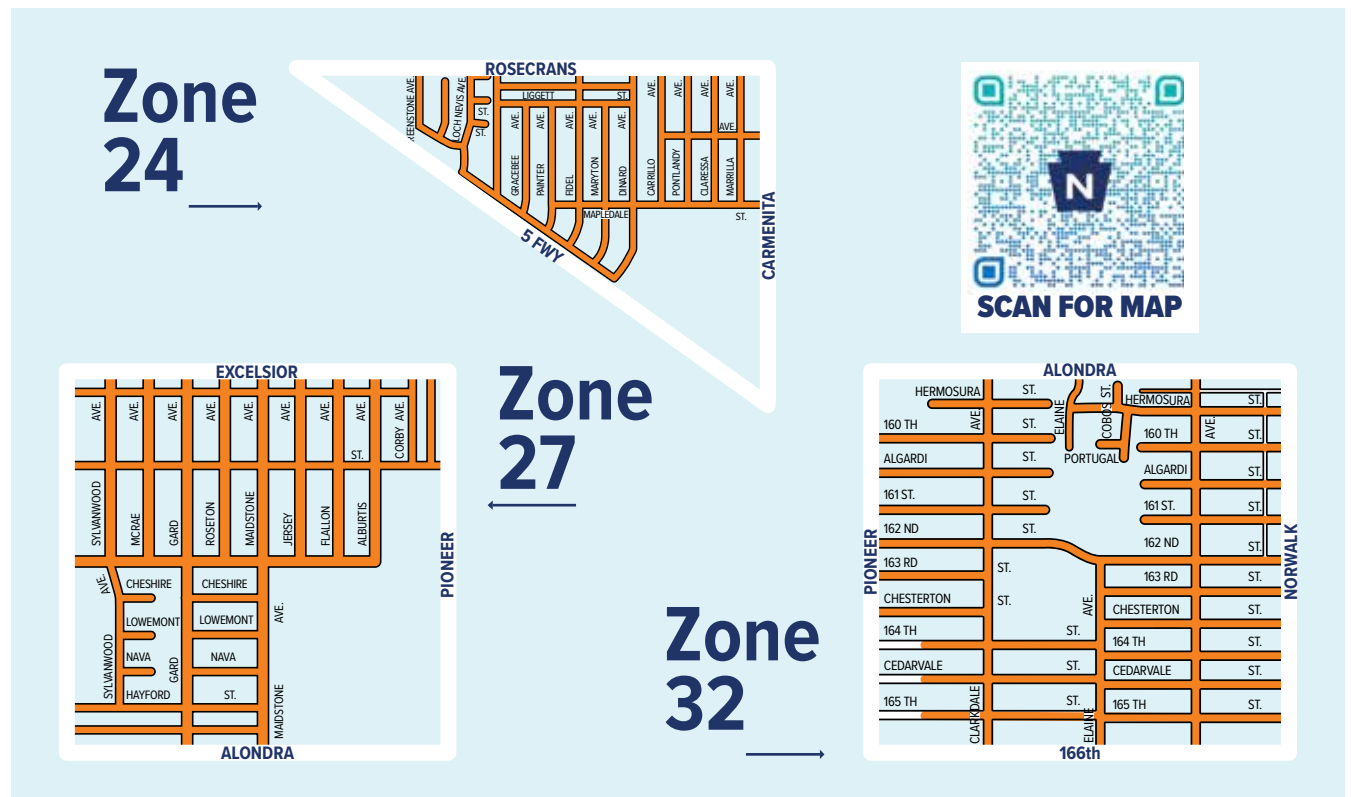 Zone
24
ROSECRANS
LOCH NEVIS AVE.
ST.
ST.
LIGGETT
ST.
AVE.
AVE.
AVE.
AVE.
AVE.
AVE.
AVE.
AVE.
AVE.
AVE.
GRACEBEE
PAINTER
FIDEL
MARYTON
DINARD
CARRILLO
PONTLANDY
CLARESSA
MARRILLA
MAPLEDALE
ST.
5 FWY
CARMENITA
N
SCAN FOR MAP
Zone
27
EXCELSIOR
AVE.
AVE.
AVE.
AVE.
AVE.
AVE.
AVE.
ST.
CORBY AVE.
SYLVANWOOD
MCRAE
GARD
ROSETON
MAIDSTONE
JERSEY
FLALLON
ALBURTIS
PIONEER
AVE.
CHESHIRE
CHESHIRE
LOWEMONT
LOWEMONT
AVE.
SYLVANWOOD
NAVA
GARD
NAVA
HAYFORD
ST.
MAIDSTONE
ALONDRA
Zone
32
ALONDRA
HERMOSURA
ST.
ELAINE
COBOS ST.
HERMOSURA
ST.
AVE.
160 TH
ST.
160 TH
AVE.
ST.
PORTUGAL
ALGARDI
ST.
ALGARDI
ST.
161 ST.
ST.
161 ST.
ST.
162 ND
ST.
162 ND
ST.
PIONEER
NORWALK
163 RD
ST.
163 RD
ST.
CHESTERTON
ST.
AVE.
CHESTERTON
ST.
164 TH
ST.
164 TH
ST.
CEDARVALE
ST.
CEDARVALE
ST.
165 TH
CLARKDALE
ST.
ELAINE
165 TH
ST.
166th